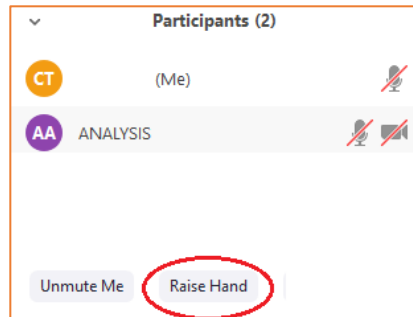 Participants (2)
CT (Me)
AA ANALYSIS
Unmute Me Raise Hand